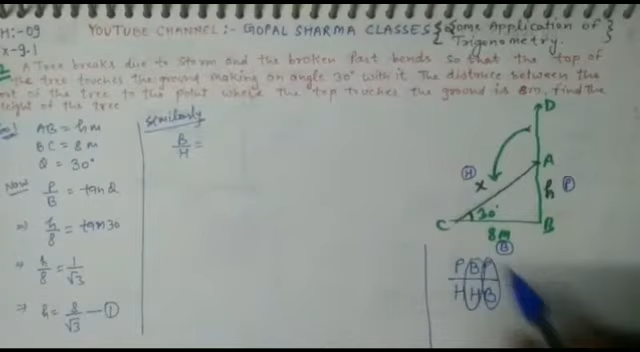 H:-09 YOUTUBE CHANNEL:- GOPAL SHARMA CLASSES {Some Application of Trigonometry.}
x-9.1
A Tree breaks due to Storm and the broken Part bends so that the top of
the tree touches the ground making an angle 30° with it. The distance between the
of the tree to the point where the top touches the ground is 8m, find the
height of the tree
AB = h m
BC = 8 M
Q = 30°
Now P/B = tan Q
⇒ h/8 = tan 30
⇒ h/8 = 1/√3
⇒ h = 8/√3 — ①
Similarly
B/H =
D
A
H
x
h
P
30°
C
B
8M
B
P B P
H H B